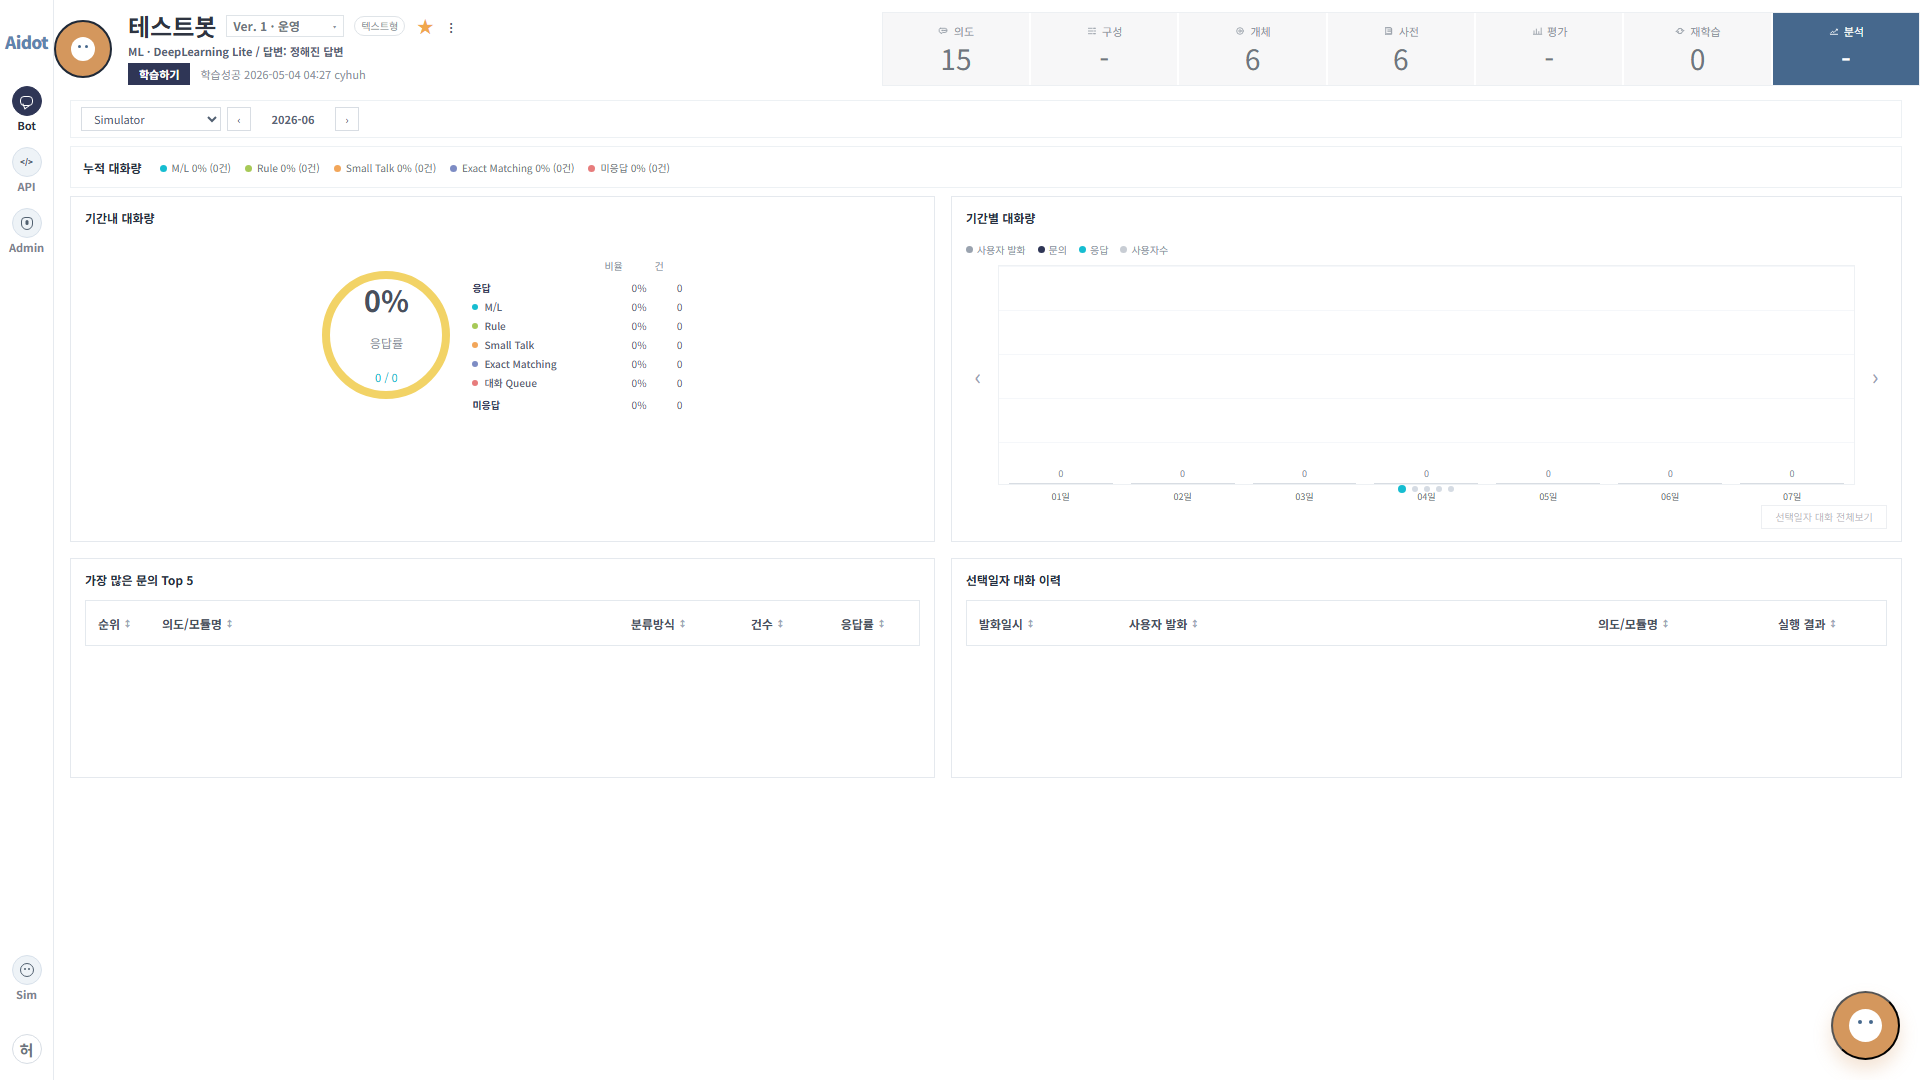 Aidot
Bot
</>
API
Admin
Sim
허
테스트봇
Ver. 1 · 운영
텍스트형
ML · DeepLearning Lite / 답변: 정해진 답변
학습하기
학습성공 2026-05-04 04:27 cyhuh
의도
15
구성
-
개체
6
사전
6
평가
-
재학습
0
분석
-
Simulator
‹
2026-06
›
누적 대화량
M/L 0% (0건)
Rule 0% (0건)
Small Talk 0% (0건)
Exact Matching 0% (0건)
미응답 0% (0건)
기간내 대화량
0%
응답률
0 / 0
비율 건
응답 0% 0
M/L 0% 0
Rule 0% 0
Small Talk 0% 0
Exact Matching 0% 0
대화 Queue 0% 0
미응답 0% 0
기간별 대화량
사용자 발화 문의 응답 사용자수
‹
›
0 0 0 0 0 0 0
01일 02일 03일 04일 05일 06일 07일
선택일자 대화 전체보기
가장 많은 문의 Top 5
순위 ↕ 의도/모듈명 ↕ 분류방식 ↕ 건수 ↕ 응답률 ↕
선택일자 대화 이력
발화일시 ↕ 사용자 발화 ↕ 의도/모듈명 ↕ 실행 결과 ↕